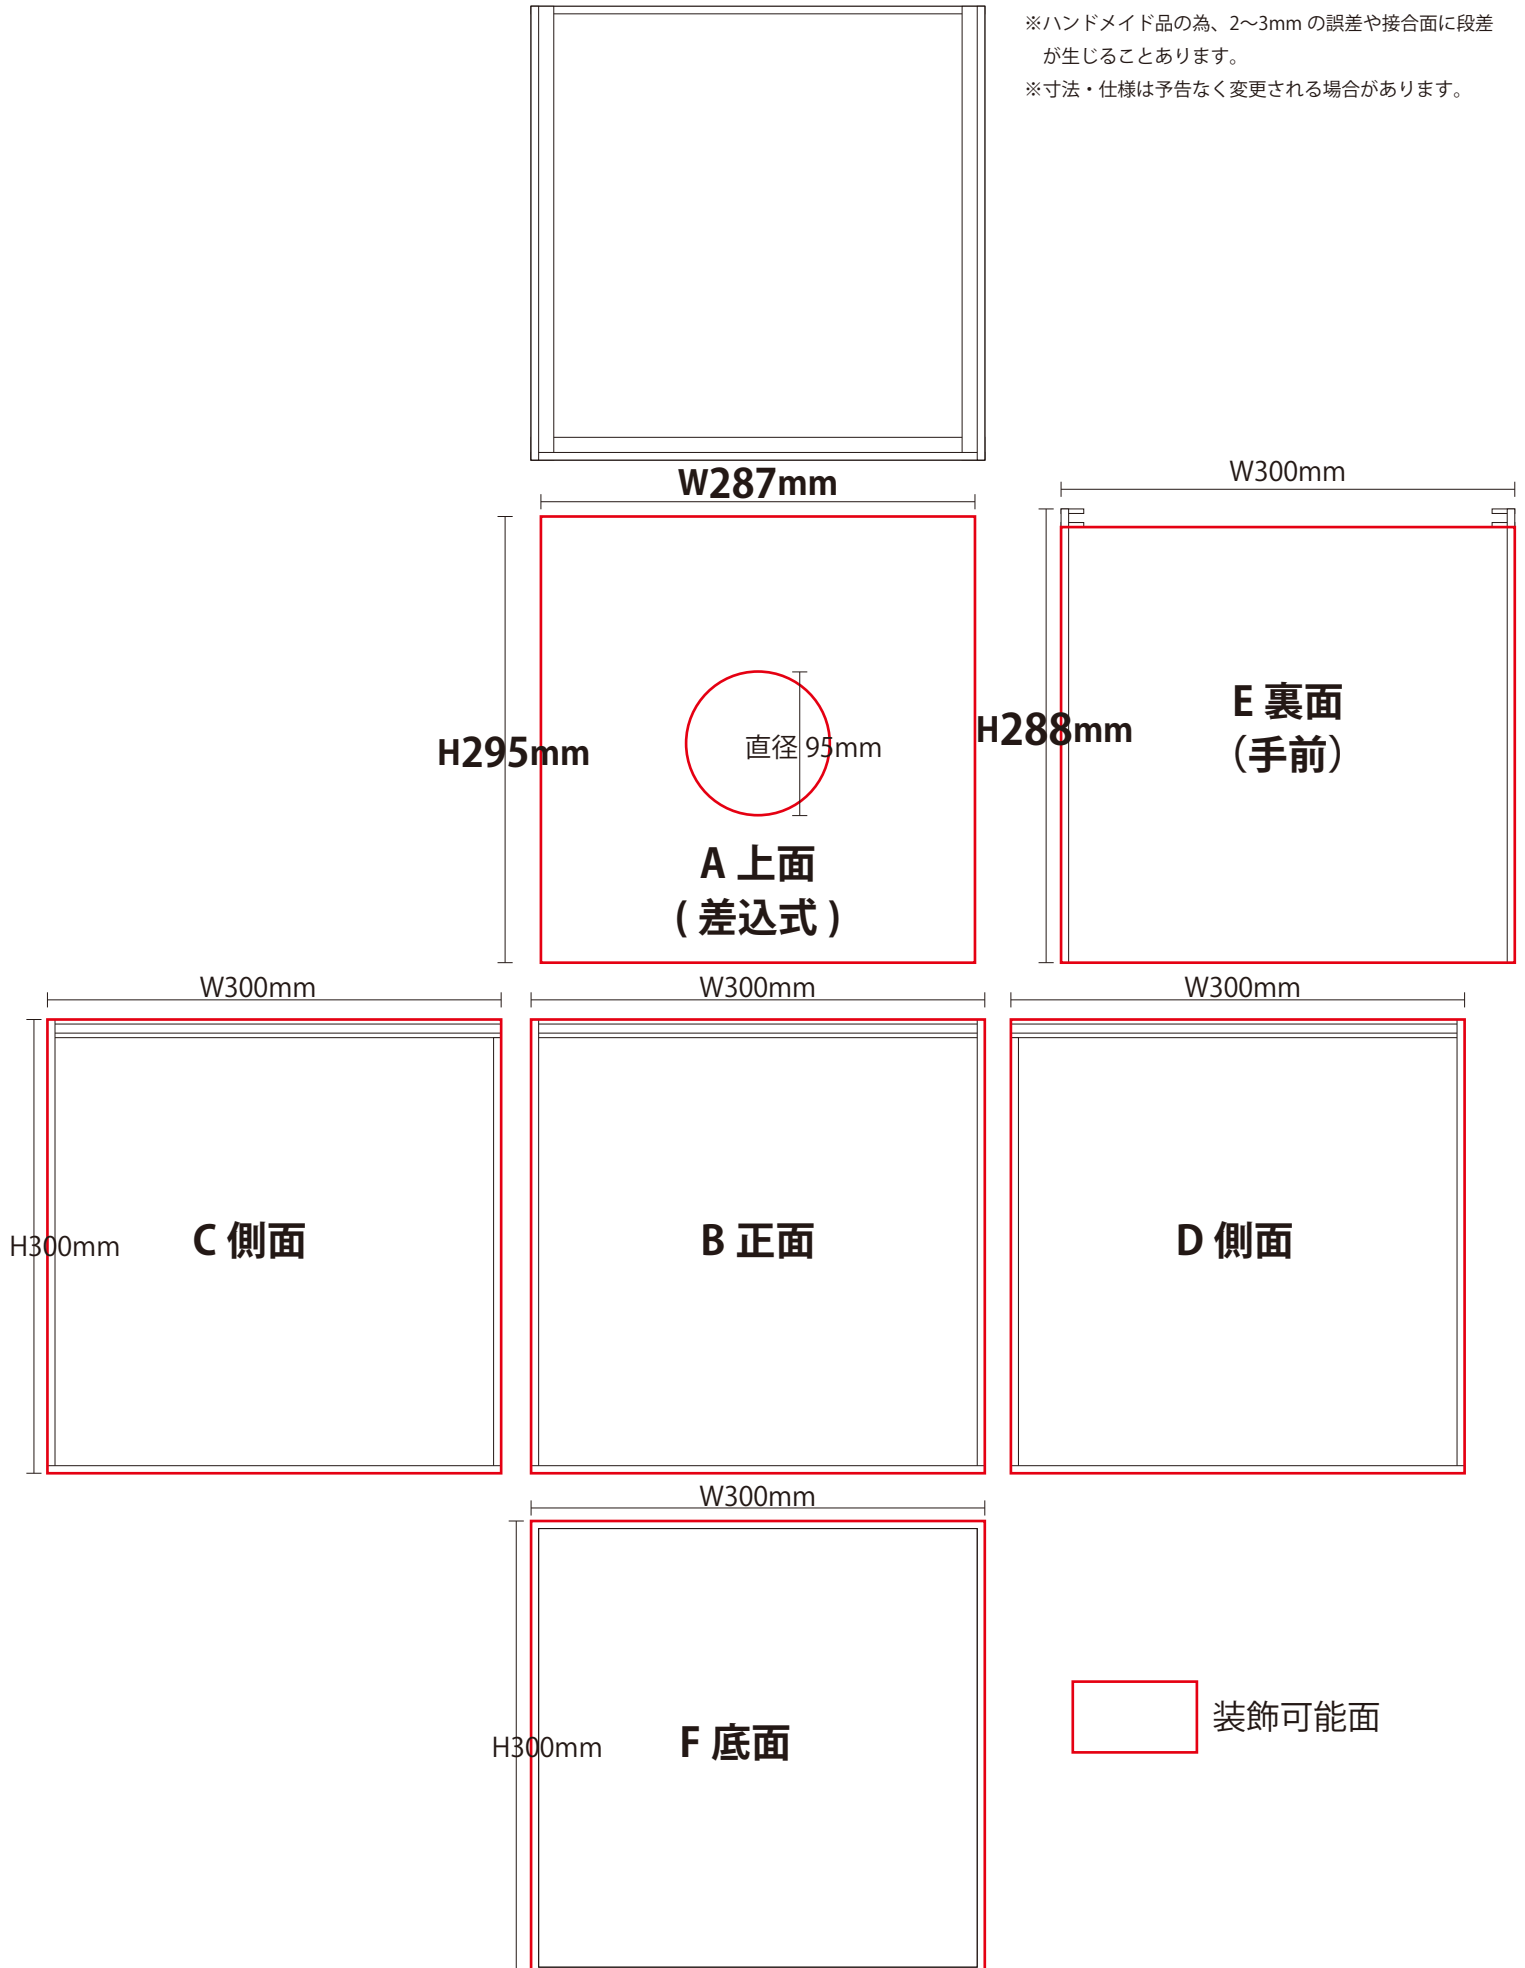 ※ハンドメイド品の為、2〜3mm の誤差や接合面に段差
が生じることあります。
※寸法・仕様は予告なく変更される場合があります。
W287mm
W300mm
H295mm
直径 95mm
A 上面
( 差込式 )
H288mm
E 裏面
（手前）
W300mm
W300mm
W300mm
H300mm
C 側面
B 正面
D 側面
W300mm
H300mm
F 底面
装飾可能面